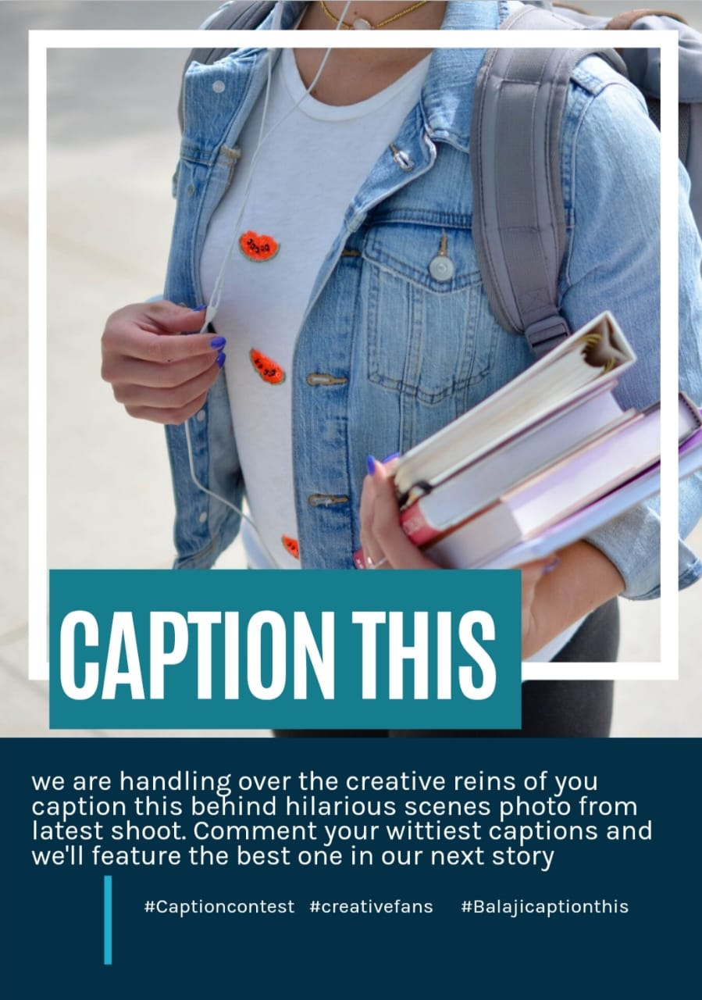 CAPTION THIS
we are handling over the creative reins of you
caption this behind hilarious scenes photo from
latest shoot. Comment your wittiest captions and
we'll feature the best one in our next story
#Captioncontest #creativefans #Balajicaptionthis